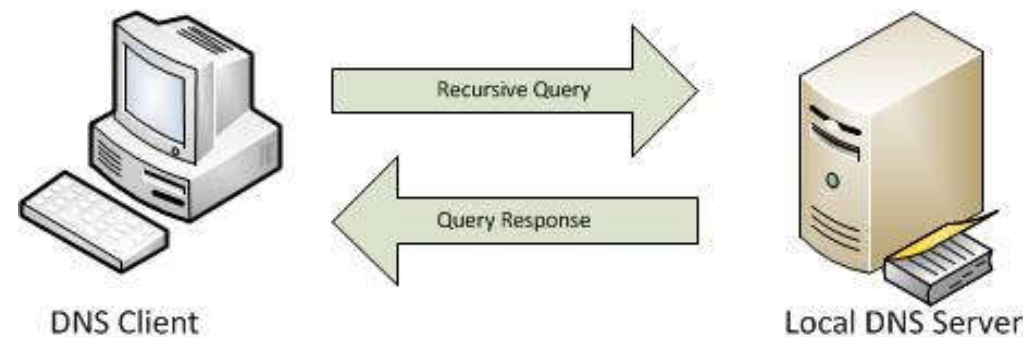 Recursive Query
Query Response
DNS Client
Local DNS Server